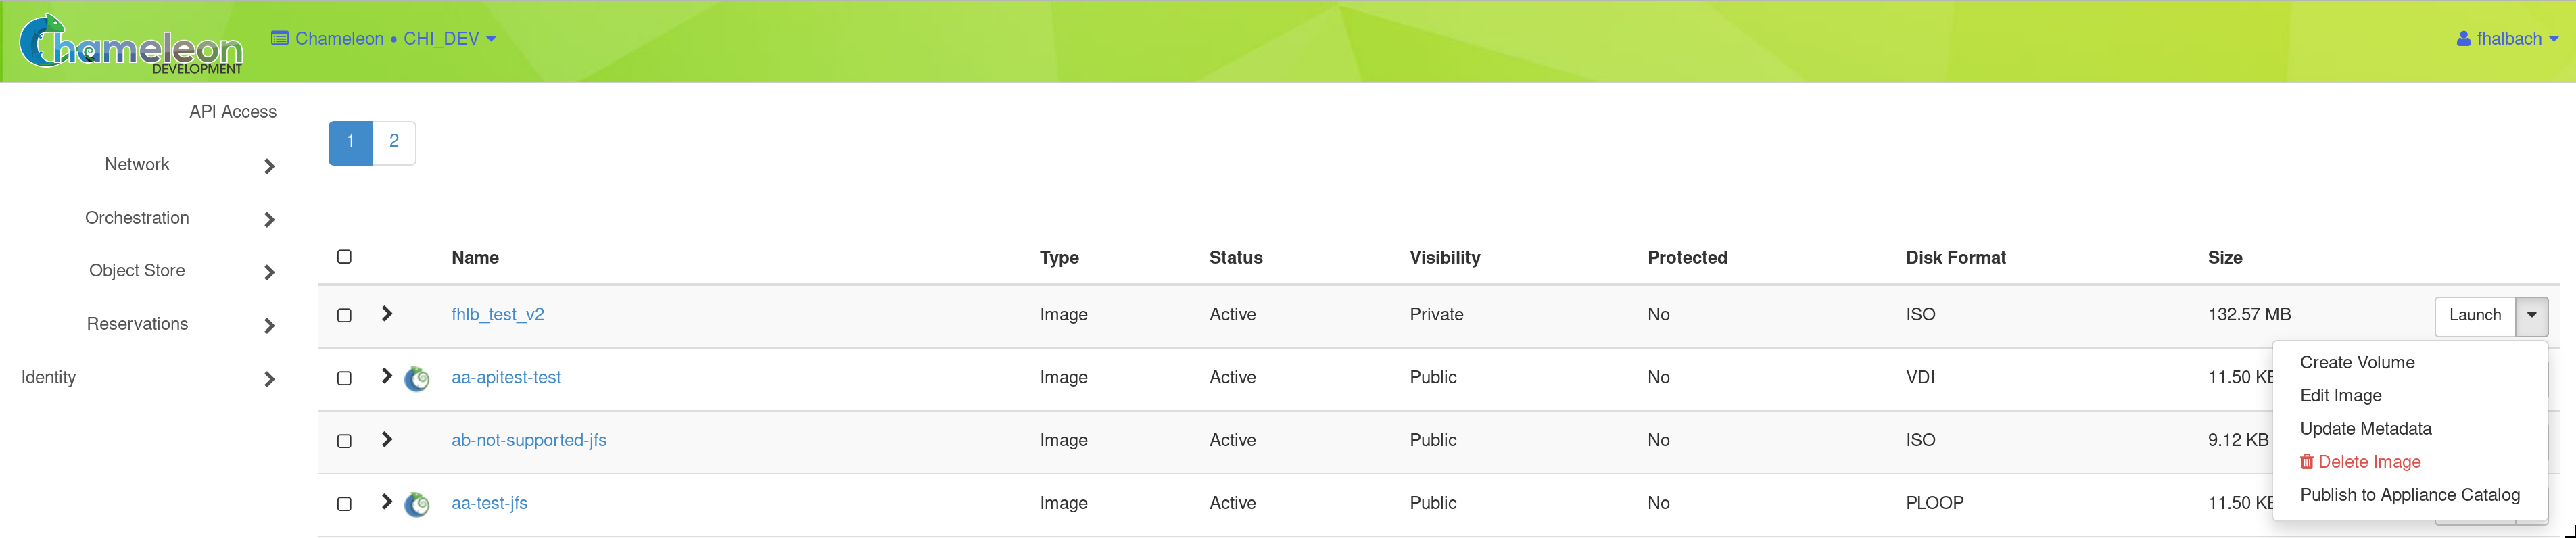 Chameleon
DEVELOPMENT
Chameleon • CHI_DEV
fhalbach
API Access
Network
Orchestration
Object Store
Reservations
Identity
1 2
Name Type Status Visibility Protected Disk Format Size
fhlb_test_v2 Image Active Private No ISO 132.57 MB Launch
aa-apitest-test Image Active Public No VDI 11.50 KB
ab-not-supported-jfs Image Active Public No ISO 9.12 KB
aa-test-jfs Image Active Public No PLOOP 11.50 KB
Create Volume
Edit Image
Update Metadata
Delete Image
Publish to Appliance Catalog